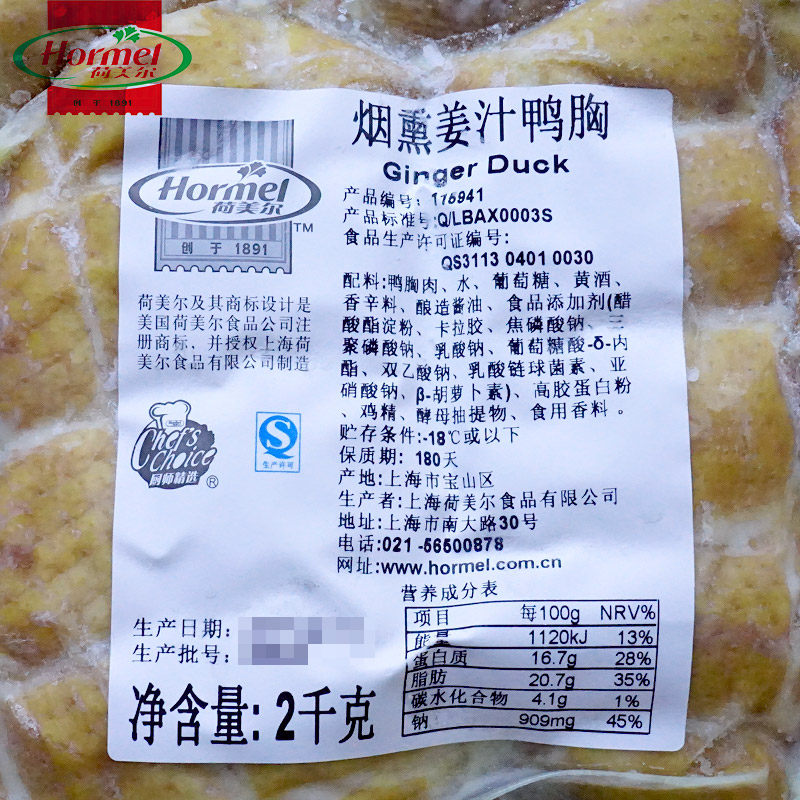 Hormel
荷美尔
创于1891
烟熏姜汁鸭胸
Ginger Duck
Hormel
荷美尔
TM
创于1891
产品编号: 115941
产品标准号:Q/LBAX0003S
食品生产许可证编号:
QS3113 0401 0030
配料:鸭胸肉、水、葡萄糖、黄酒、
香辛料、酿造酱油、食品添加剂(醋
酸酯淀粉、卡拉胶、焦磷酸钠、三
聚磷酸钠、乳酸钠、葡萄糖酸-δ-内
酯、双乙酸钠、乳酸链球菌素、亚
硝酸钠、β-胡萝卜素)、高胶蛋白粉
、鸡精、酵母抽提物、食用香料。
贮存条件:-18℃或以下
保质期: 180天
产地:上海市宝山区
生产者:上海荷美尔食品有限公司
地址:上海市南大路30号
电话:021-56500878
网址:www.hormel.com.cn
荷美尔及其商标设计是
美国荷美尔食品公司注
册商标,并授权上海荷
美尔食品有限公司制造
Chef's
Choice
厨师精选®
生产许可
营养成分表
项目 每100g NRV%
能量 1120kJ 13%
蛋白质 16.7g 28%
脂肪 20.7g 35%
碳水化合物 4.1g 1%
钠 909mg 45%
生产日期:
生产批号:
净含量: 2千克